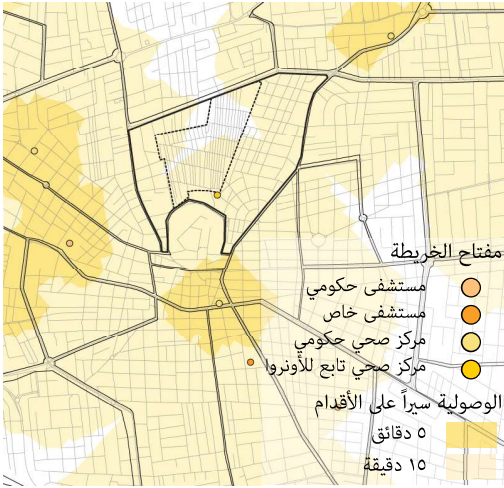 مفتاح الخريطة
مستشفى حكومي
مستشفى خاص
مركز صحي حكومي
مركز صحي تابع للأونروا
الوصولية سيراً على الأقدام
٥ دقائق
١٥ دقيقة